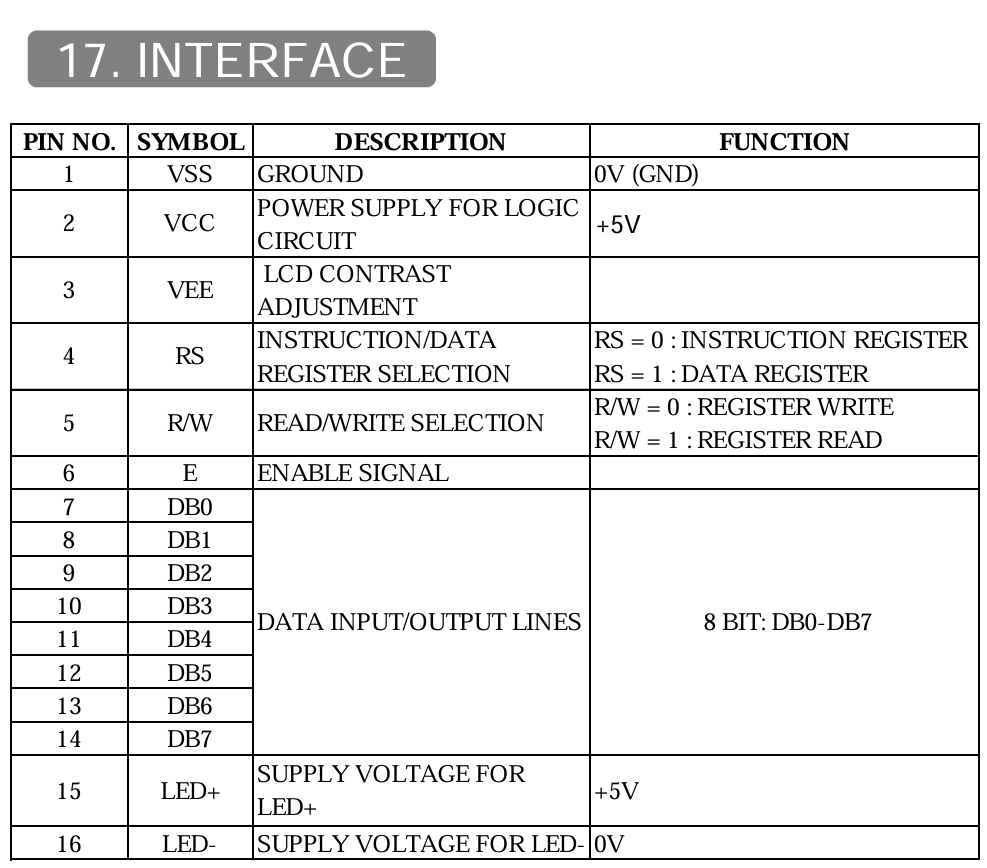 17. INTERFACE
PIN NO. SYMBOL DESCRIPTION FUNCTION
1 VSS GROUND 0V (GND)
2 VCC POWER SUPPLY FOR LOGIC
CIRCUIT +5V
3 VEE LCD CONTRAST
ADJUSTMENT
4 RS INSTRUCTION/DATA
REGISTER SELECTION
RS = 0 : INSTRUCTION REGISTER
RS = 1 : DATA REGISTER
5 R/W READ/WRITE SELECTION
R/W = 0 : REGISTER WRITE
R/W = 1 : REGISTER READ
6 E ENABLE SIGNAL
7 DB0
8 DB1
9 DB2
10 DB3
11 DB4
12 DB5
13 DB6
14 DB7
DATA INPUT/OUTPUT LINES 8 BIT: DB0-DB7
15 LED+ SUPPLY VOLTAGE FOR
LED+ +5V
16 LED- SUPPLY VOLTAGE FOR LED- 0V